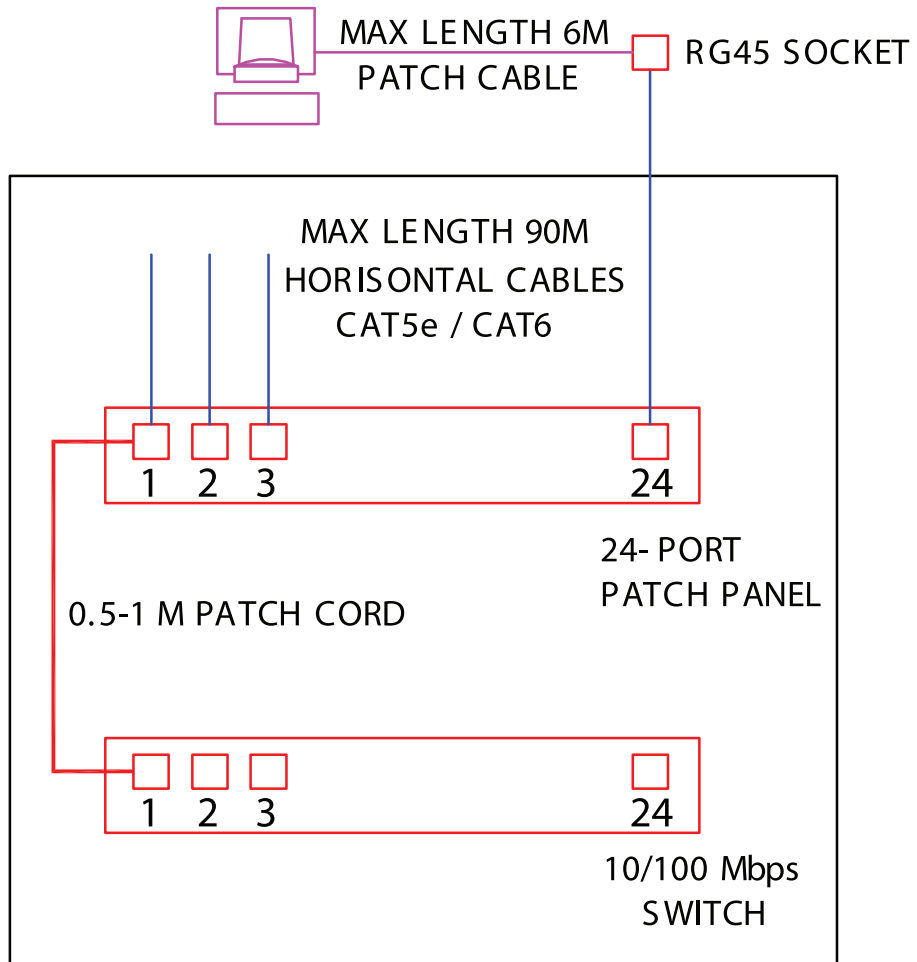 MAX LENGTH 6M
PATCH CABLE
RG45 SOCKET
MAX LENGTH 90M
HORISONTAL CABLES
CAT5e / CAT6
1 2 3 24
24- PORT
PATCH PANEL
0.5-1 M PATCH CORD
1 2 3 24
10/100 Mbps
SWITCH